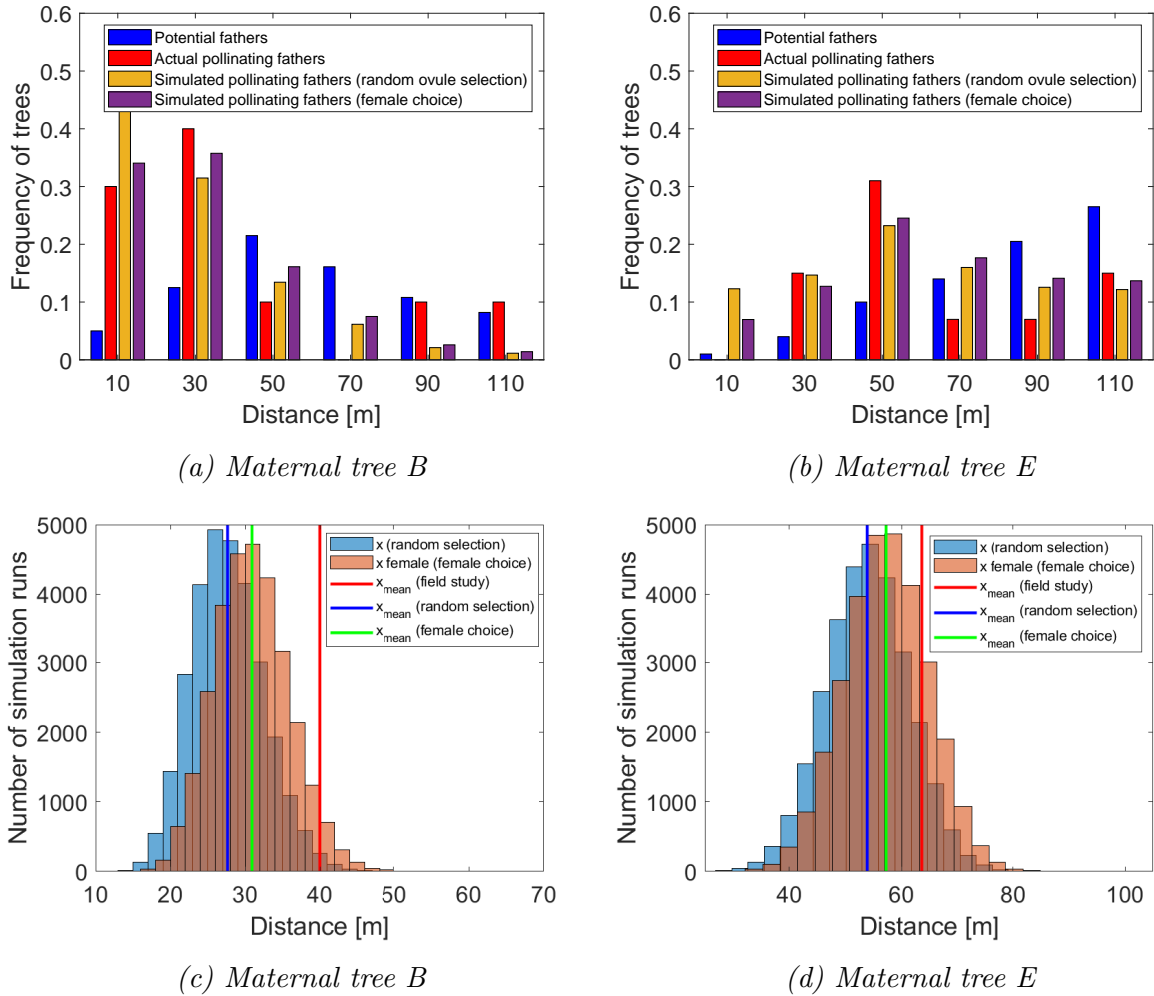 0.6
0.5
0.4
0.3
0.2
0.1
0
Frequency of trees
Potential fathers
Actual pollinating fathers
Simulated pollinating fathers (random ovule selection)
Simulated pollinating fathers (female choice)
10 30 50 70 90 110
Distance [m]
(a) Maternal tree B
0.6
0.5
0.4
0.3
0.2
0.1
0
Frequency of trees
Potential fathers
Actual pollinating fathers
Simulated pollinating fathers (random ovule selection)
Simulated pollinating fathers (female choice)
10 30 50 70 90 110
Distance [m]
(b) Maternal tree E
5000
4000
3000
2000
1000
0
Number of simulation runs
x (random selection)
x female (female choice)
x_mean (field study)
x_mean (random selection)
x_mean (female choice)
10 20 30 40 50 60 70
Distance [m]
(c) Maternal tree B
5000
4000
3000
2000
1000
0
Number of simulation runs
x (random selection)
x female (female choice)
x_mean (field study)
x_mean (random selection)
x_mean (female choice)
40 60 80 100
Distance [m]
(d) Maternal tree E